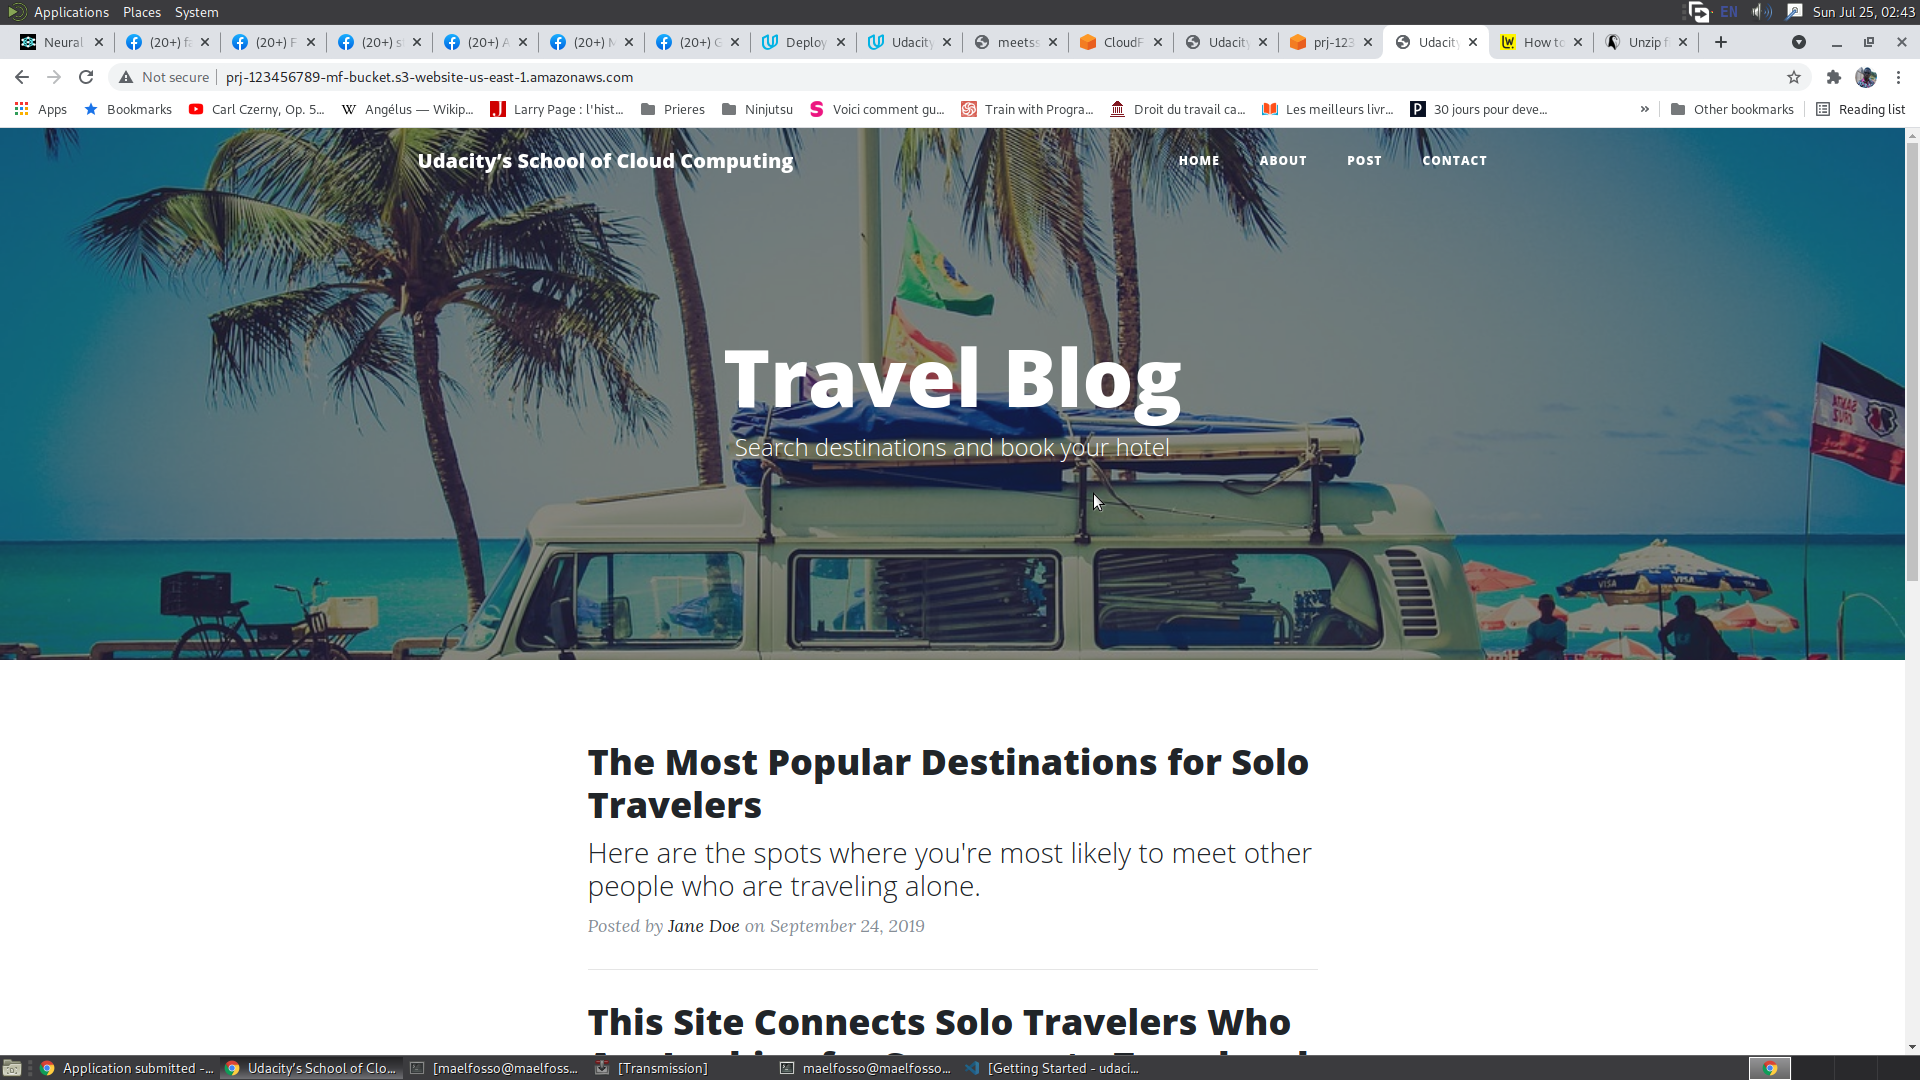 Applications Places System EN Sun Jul 25, 02:43
Neural (20+) (20+) F (20+) s (20+) A (20+) (20+) G Deploy Udacity meetss CloudF Udacity prj-123 Udacity How to Unzip f
Not secure prj-123456789-mf-bucket.s3-website-us-east-1.amazonaws.com
Apps Bookmarks Carl Czerny, Op. 5... Angélus — Wikip... Larry Page : l'hist... Prieres Ninjutsu Voici comment gu... Train with Progra... Droit du travail ca... Les meilleurs livr... 30 jours pour deve... » Other bookmarks Reading list
Udacity’s School of Cloud Computing HOME ABOUT POST CONTACT
Travel Blog
Search destinations and book your hotel
SANTA
CRUZ
VISA VISA VISA
The Most Popular Destinations for Solo
Travelers
Here are the spots where you're most likely to meet other
people who are traveling alone.
Posted by Jane Doe on September 24, 2019
This Site Connects Solo Travelers Who
Application submitted -... Udacity’s School of Clo... [maelfosso@maelfoss... [Transmission] maelfosso@maelfosso... [Getting Started - udaci...